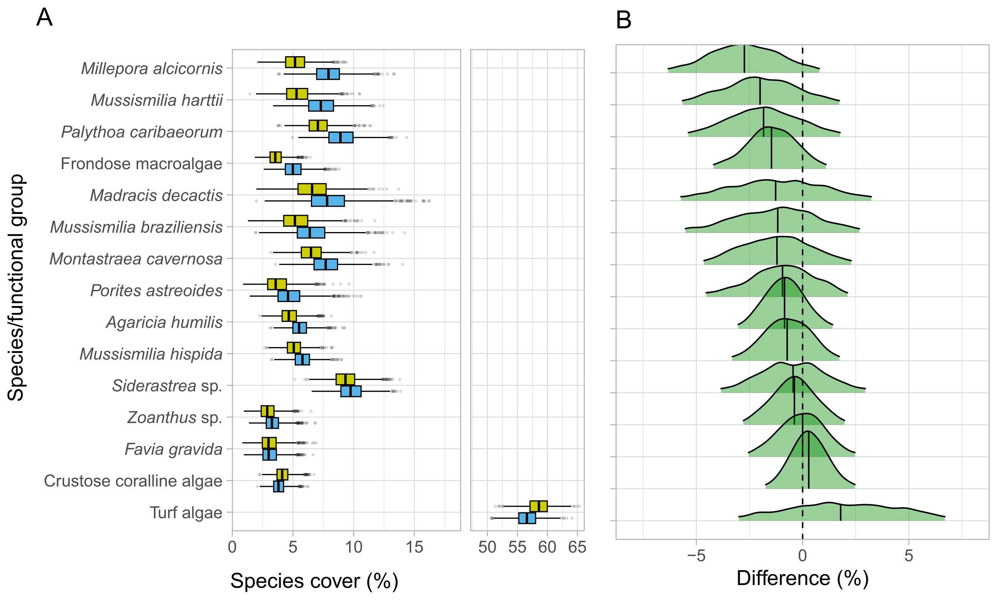 A
B
Species/functional group
Millepora alcicornis
Mussismilia harttii
Palythoa caribaeorum
Frondose macroalgae
Madracis decactis
Mussismilia braziliensis
Montastraea cavernosa
Porites astreoides
Agaricia humilis
Mussismilia hispida
Siderastrea sp.
Zoanthus sp.
Favia gravida
Crustose coralline algae
Turf algae
0 5 10 15 50 55 60 65
−5 0 5
Species cover (%)
Difference (%)